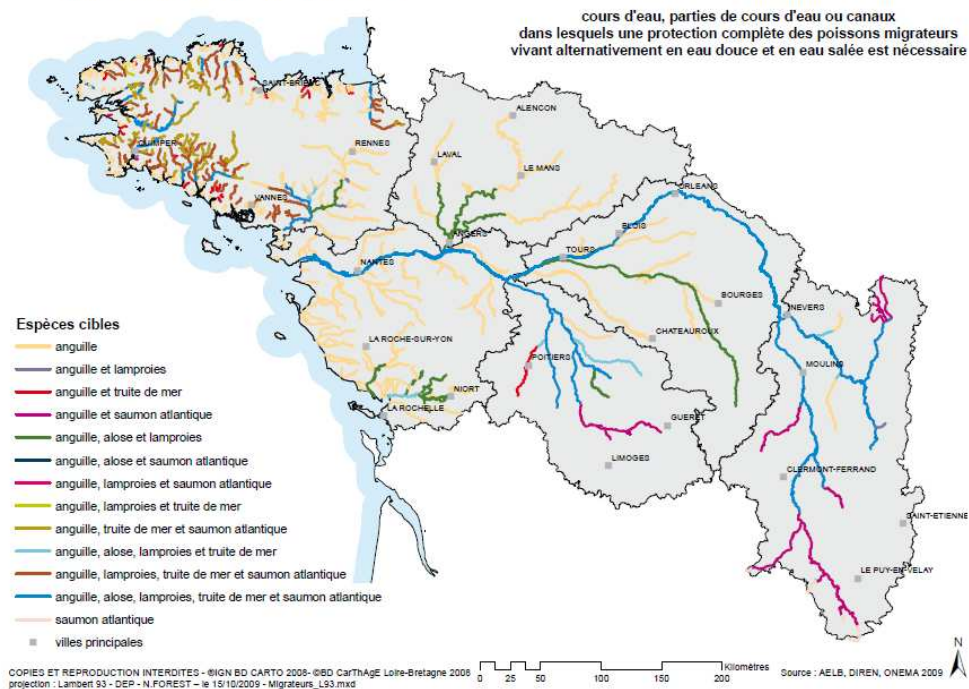 cours d'eau, parties de cours d'eau ou canaux
dans lesquels une protection complète des poissons migrateurs
vivant alternativement en eau douce et en eau salée est nécessaire
SAINT-BRIEUC
ALENCON
QUIMPER
RENNES
LAVAL
LE MANS
VANNES
ORLEANS
ANGERS
BLOIS
TOURS
NANTES
BOURGES
NEVERS
CHATEAUROUX
LA ROCHE-SUR-YON
POITIERS
MOULINS
NIORT
LA ROCHELLE
GUERET
LIMOGES
CLERMONT-FERRAND
SAINT-ETIENNE
LE PUY-EN-VELAY
Espèces cibles
anguille
anguille et lamproies
anguille et truite de mer
anguille et saumon atlantique
anguille, alose et lamproies
anguille, alose et saumon atlantique
anguille, lamproies et saumon atlantique
anguille, lamproies et truite de mer
anguille, truite de mer et saumon atlantique
anguille, alose, lamproies et truite de mer
anguille, lamproies, truite de mer et saumon atlantique
anguille, alose, lamproies, truite de mer et saumon atlantique
saumon atlantique
villes principales
N
0 25 50 100 150 200 Kilomètres
COPIES ET REPRODUCTION INTERDITES - ©IGN BD CARTO 2008- ©BD CarThAgE Loire-Bretagne 2008
Source : AELB, DIREN, ONEMA 2009
projection : Lambert 93 - DEP - N.FOREST – le 15/10/2009 - Migrateurs_L93.mxd